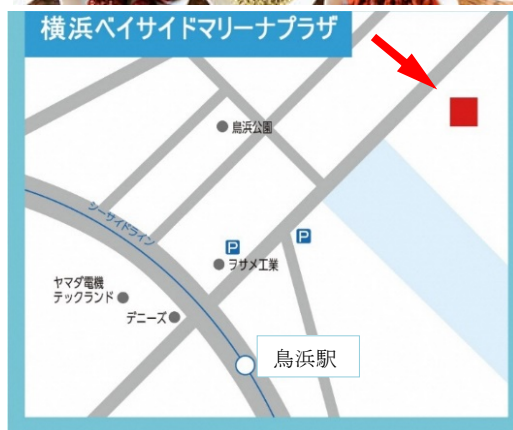 横浜ベイサイドマリーナプラザ
鳥浜公園
シーサイドライン
P
P
ヲサメ工業
ヤマダ電機
テックランド
デニーズ
鳥浜駅